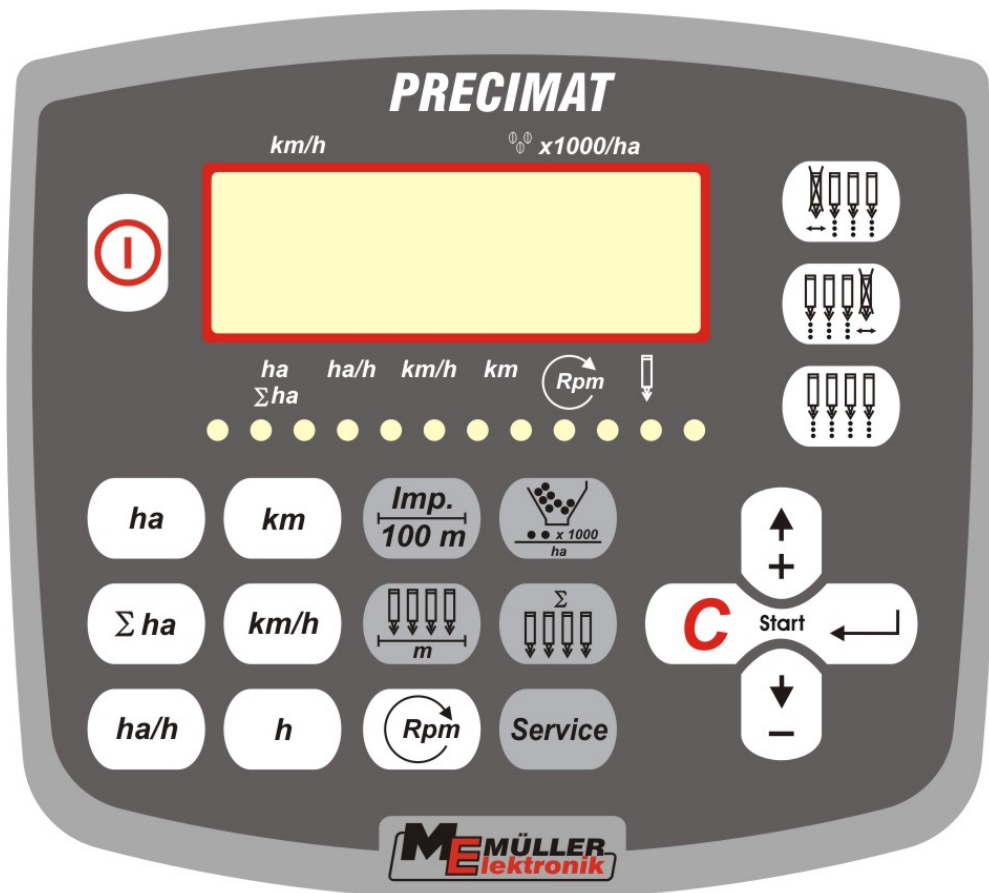 PRECIMAT
km/h x1000/ha
ha ha/h km/h km Rpm
Σha
ha km Imp. x 1000
100 m ha
Σ ha km/h m Σ
C Start
ha/h h Rpm Service
ME MÜLLER
Elektronik